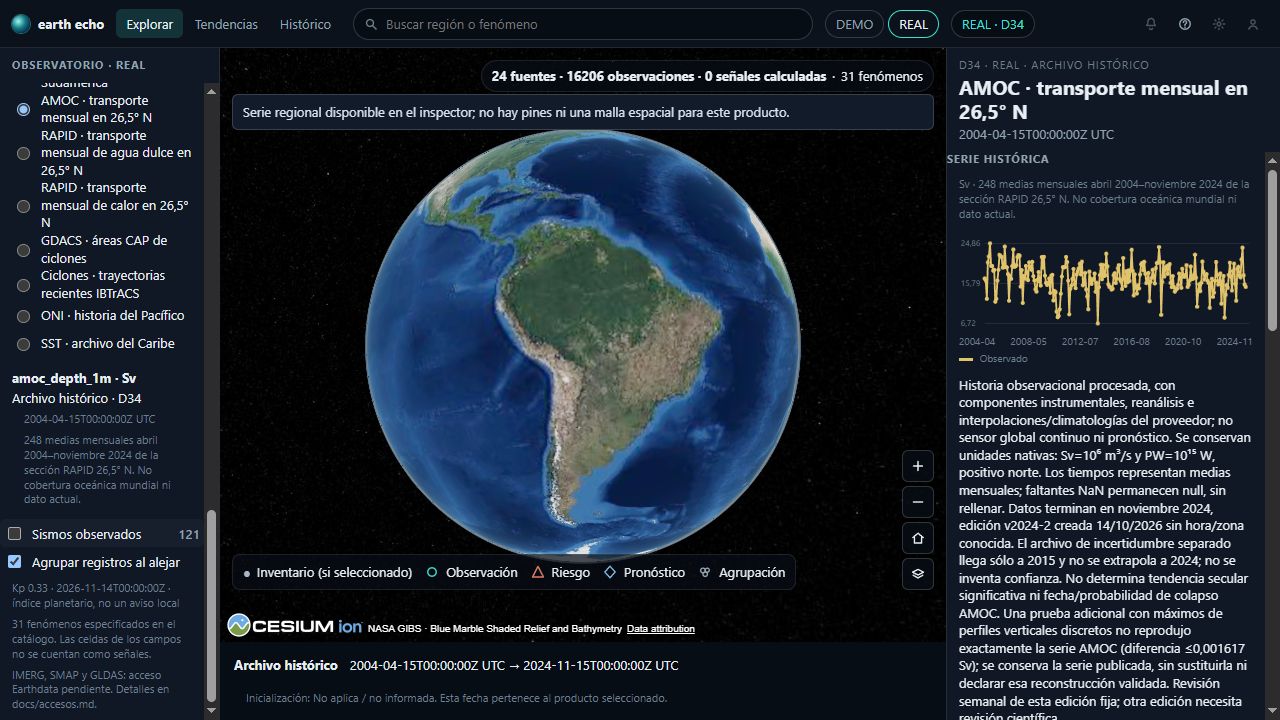 earth echo
Explorar
Tendencias
Histórico
Buscar región o fenómeno
DEMO
REAL
REAL · D34
OBSERVATORIO · REAL
Sudamérica
AMOC · transporte
mensual en 26,5° N
RAPID · transporte
mensual de agua dulce en
26,5° N
RAPID · transporte
mensual de calor en 26,5°
N
GDACS · áreas CAP de
ciclones
Ciclones · trayectorias
recientes IBTrACS
ONI · historia del Pacífico
SST · archivo del Caribe
amoc_depth_1m · Sv
Archivo histórico · D34
2004-04-15T00:00:00Z UTC
248 medias mensuales abril
2004–noviembre 2024 de la
sección RAPID 26,5° N. No
cobertura oceánica mundial ni
dato actual.
Sismos observados 121
Agrupar registros al alejar
Kp 0.33 · 2026-11-14T00:00:00Z ·
índice planetario, no un aviso local
31 fenómenos especificados en el
catálogo. Las celdas de los campos
no se cuentan como señales.
IMERG, SMAP y GLDAS: acceso
Earthdata pendiente. Detalles en
docs/accesos.md.
24 fuentes · 16206 observaciones · 0 señales calculadas · 31 fenómenos
Serie regional disponible en el inspector; no hay pines ni una malla espacial para este producto.
Inventario (si seleccionado)
Observación
Riesgo
Pronóstico
Agrupación
CESIUM ion
NASA GIBS · Blue Marble Shaded Relief and Bathymetry Data attribution
Archivo histórico 2004-04-15T00:00:00Z UTC → 2024-11-15T00:00:00Z UTC
Inicialización: No aplica / no informada. Esta fecha pertenece al producto seleccionado.
D34 · REAL · ARCHIVO HISTÓRICO
AMOC · transporte mensual en
26,5° N
2004-04-15T00:00:00Z UTC
SERIE HISTÓRICA
Sv · 248 medias mensuales abril 2004–noviembre 2024 de la
sección RAPID 26,5° N. No cobertura oceánica mundial ni
dato actual.
24,86
15,79
6,72
2004-04 2008-05 2012-07 2016-08 2020-10 2024-11
Observado
Historia observacional procesada, con
componentes instrumentales, reanálisis e
interpolaciones/climatologías del proveedor; no
sensor global continuo ni pronóstico. Se conservan
unidades nativas: Sv=10⁶ m³/s y PW=10¹⁵ W,
positivo norte. Los tiempos representan medias
mensuales; faltantes NaN permanecen null, sin
rellenar. Datos terminan en noviembre 2024,
edición v2024-2 creada 14/10/2026 sin hora/zona
conocida. El archivo de incertidumbre separado
llega sólo a 2015 y no se extrapola a 2024; no se
inventa confianza. No determina tendencia secular
significativa ni fecha/probabilidad de colapso
AMOC. Una prueba adicional con máximos de
perfiles verticales discretos no reprodujo
exactamente la serie AMOC (diferencia ≤0,001617
Sv); se conserva la serie publicada, sin sustituirla ni
declarar esa reconstrucción validada. Revisión
semanal de esta edición fija; otra edición necesita
revisión científica.